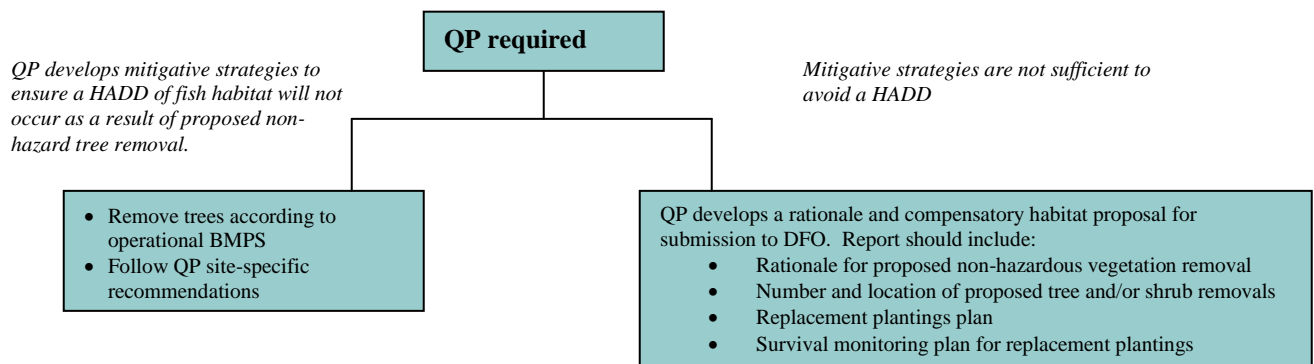 QP required
QP develops mitigative strategies to
ensure a HADD of fish habitat will not
occur as a result of proposed non-
hazard tree removal.
Mitigative strategies are not sufficient to
avoid a HADD
• Remove trees according to
operational BMPS
• Follow QP site-specific
recommendations
QP develops a rationale and compensatory habitat proposal for
submission to DFO. Report should include:
• Rationale for proposed non-hazardous vegetation removal
• Number and location of proposed tree and/or shrub removals
• Replacement plantings plan
• Survival monitoring plan for replacement plantings